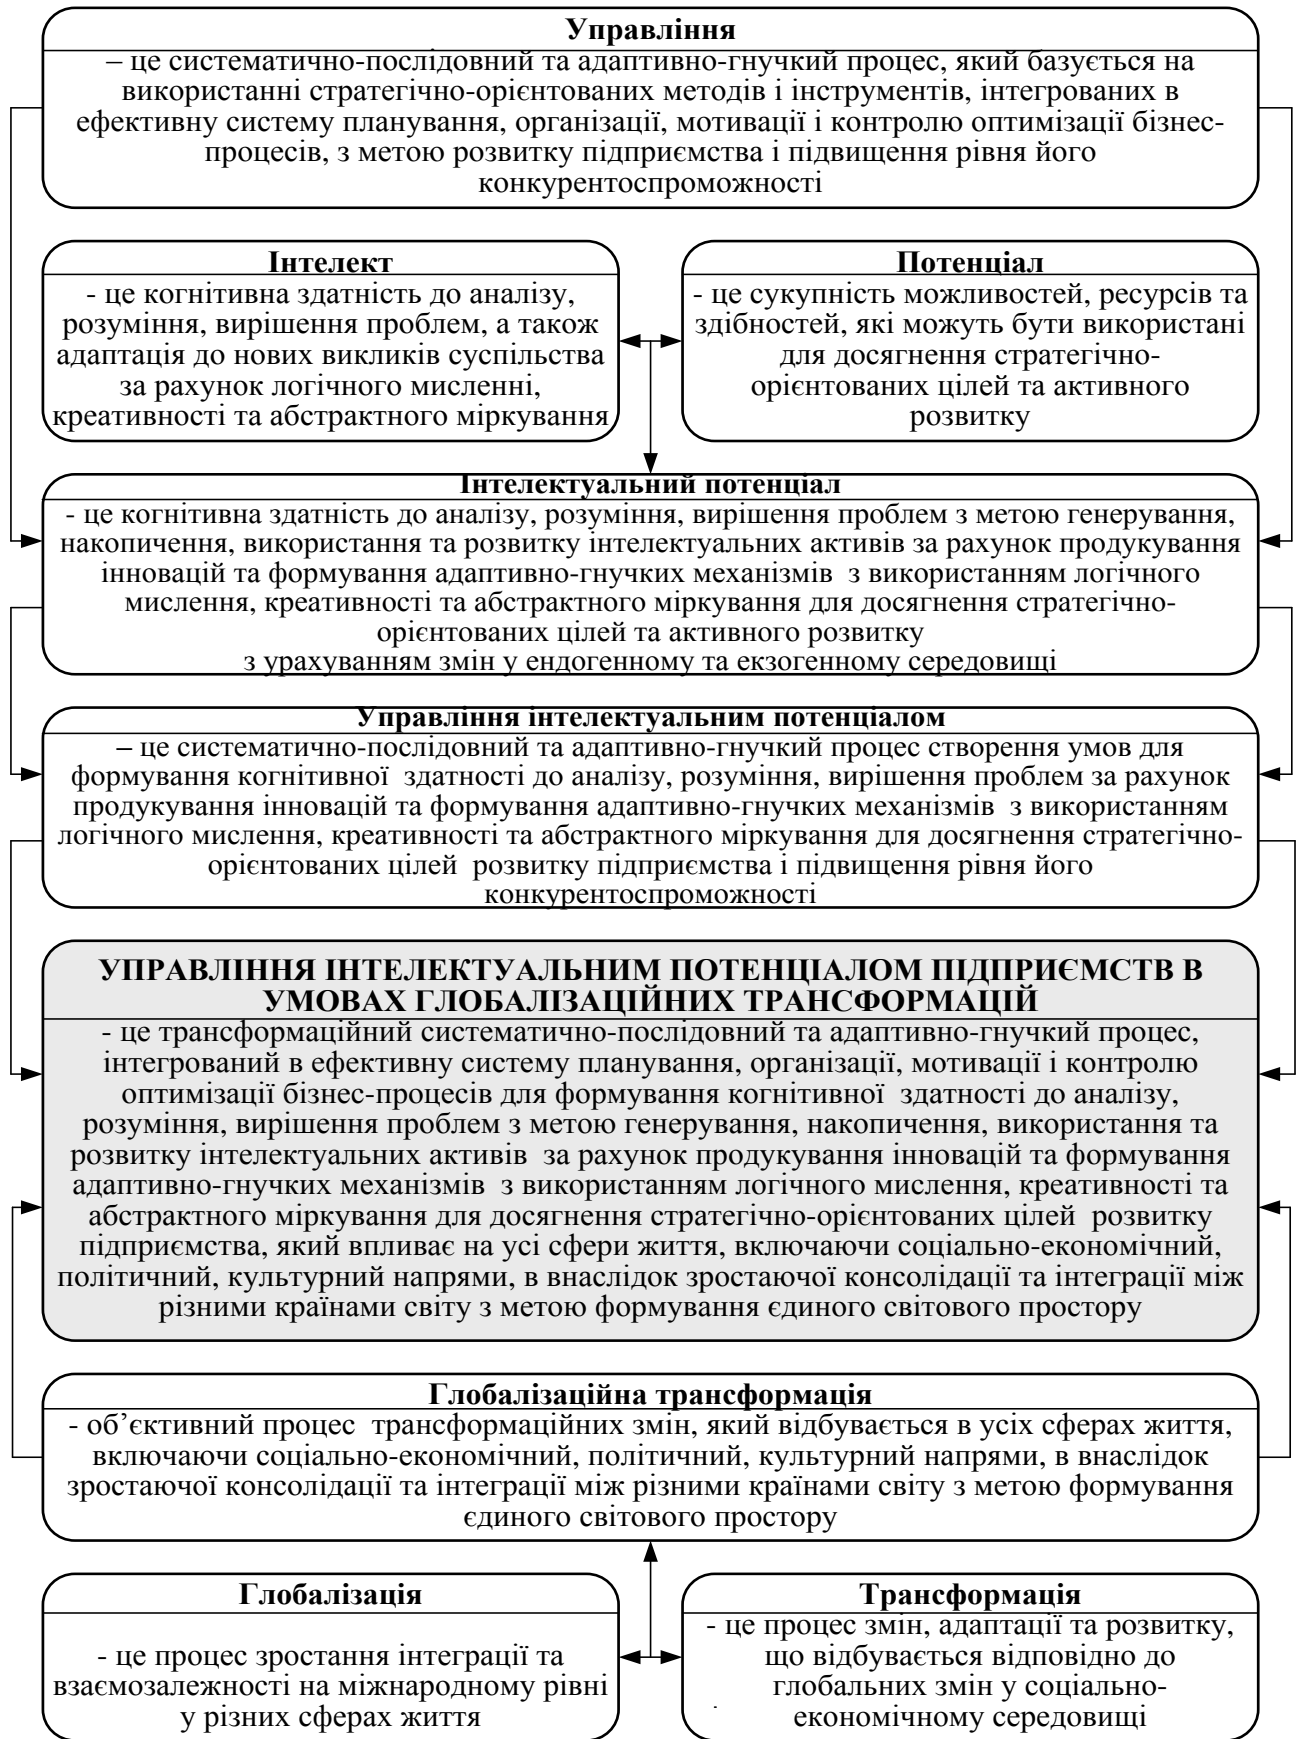 Управління
– це систематично-послідовний та адаптивно-гнучкий процес, який базується на
використанні стратегічно-орієнтованих методів і інструментів, інтегрованих в
ефективну систему планування, організації, мотивації і контролю оптимізації бізнес-
процесів, з метою розвитку підприємства і підвищення рівня його
конкурентоспроможності
Інтелект
- це когнітивна здатність до аналізу,
розуміння, вирішення проблем, а також
адаптація до нових викликів суспільства
за рахунок логічного мисленні,
креативності та абстрактного міркування
Потенціал
- це сукупність можливостей, ресурсів та
здібностей, які можуть бути використані
для досягнення стратегічно-
орієнтованих цілей та активного
розвитку
Інтелектуальний потенціал
- це когнітивна здатність до аналізу, розуміння, вирішення проблем з метою генерування,
накопичення, використання та розвитку інтелектуальних активів за рахунок продукування
інновацій та формування адаптивно-гнучких механізмів  з використанням логічного
мислення, креативності та абстрактного міркування для досягнення стратегічно-
орієнтованих цілей та активного розвитку
з урахуванням змін у ендогенному та екзогенному середовищі
Управління інтелектуальним потенціалом
– це систематично-послідовний та адаптивно-гнучкий процес створення умов для
формування когнітивної  здатності до аналізу, розуміння, вирішення проблем за рахунок
продукування інновацій та формування адаптивно-гнучких механізмів  з використанням
логічного мислення, креативності та абстрактного міркування для досягнення стратегічно-
орієнтованих цілей  розвитку підприємства і підвищення рівня його
конкурентоспроможності
УПРАВЛІННЯ ІНТЕЛЕКТУАЛЬНИМ ПОТЕНЦІАЛОМ ПІДПРИЄМСТВ В
УМОВАХ ГЛОБАЛІЗАЦІЙНИХ ТРАНСФОРМАЦІЙ
- це трансформаційний систематично-послідовний та адаптивно-гнучкий процес,
інтегрований в ефективну систему планування, організації, мотивації і контролю
оптимізації бізнес-процесів для формування когнітивної  здатності до аналізу,
розуміння, вирішення проблем з метою генерування, накопичення, використання та
розвитку інтелектуальних активів  за рахунок продукування інновацій та формування
адаптивно-гнучких механізмів  з використанням логічного мислення, креативності та
абстрактного міркування для досягнення стратегічно-орієнтованих цілей  розвитку
підприємства, який впливає на усі сфери життя, включаючи соціально-економічний,
політичний, культурний напрями, в внаслідок зростаючої консолідації та інтеграції між
різними країнами світу з метою формування єдиного світового простору
Глобалізаційна трансформація
- об’єктивний процес  трансформаційних змін, який відбувається в усіх сферах життя,
включаючи соціально-економічний, політичний, культурний напрями, в внаслідок
зростаючої консолідації та інтеграції між різними країнами світу з метою формування
єдиного світового простору
Глобалізація
- це процес зростання інтеграції та
взаємозалежності на міжнародному рівні
у різних сферах життя
Трансформація
- це процес змін, адаптації та розвитку,
що відбувається відповідно до
глобальних змін у соціально-
економічному середовищі